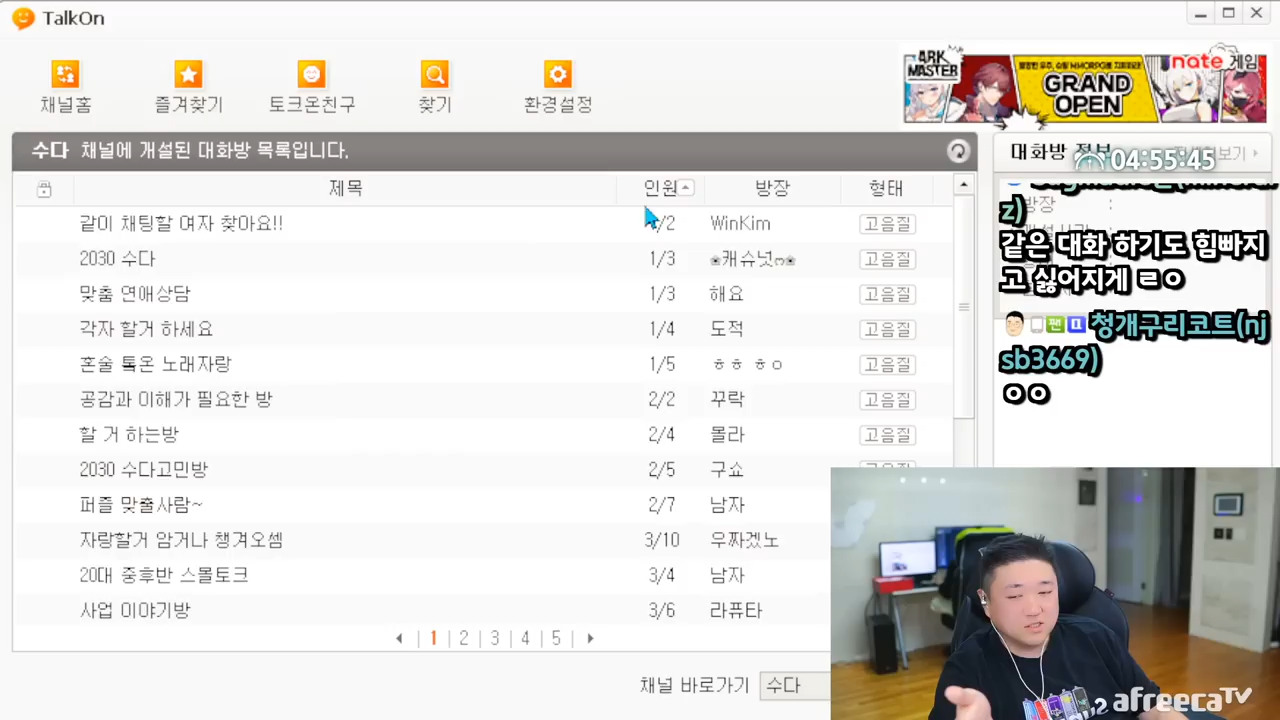 TalkOn
채널홈
즐겨찾기
토크온친구
찾기
환경설정
ARK MASTER
GRAND OPEN
nate 게임
수다 채널에 개설된 대화방 목록입니다.
대화방 정보
04:55:45
제목 인원 방장 형태
같이 채팅할 여자 찾아요!! 1/2 WinKim 고음질
2030 수다 1/3 캐슈넛 고음질
맞춤 연애상담 1/3 해요 고음질
각자 할거 하세요 1/4 도적 고음질
혼술 톡온 노래자랑 1/5 ㅎㅎ ㅎㅇ 고음질
공감과 이해가 필요한 방 2/2 꾸락 고음질
할 거 하는방 2/4 몰라 고음질
2030 수다고민방 2/5 구쇼
퍼즐 맞출사람~ 2/7 남자
자랑할거 암거나 챙겨오셈 3/10 우짜겠노
20대 중후반 스몰토크 3/4 남자
사업 이야기방 3/6 라퓨타
1 2 3 4 5
채널 바로가기 수다
z)
방장 :
같은 대화 하기도 힘빠지
고 싫어지게 ㄹㅇ
청개구리코트(nj
sb3669)
ㅇㅇ
afreecaTV